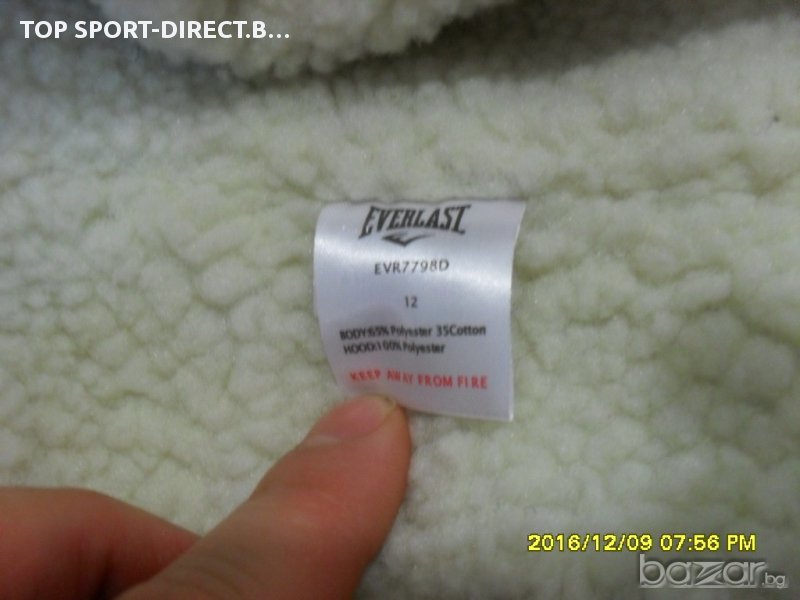 TOP SPORT-DIRECT.B...
EVERLAST
EVR7798D
12
BODY:65% Polyester 35Cotton
HOOD:100% Polyester
KEEP AWAY FROM FIRE
2016/12/09 07:56 PM
bazar.bg